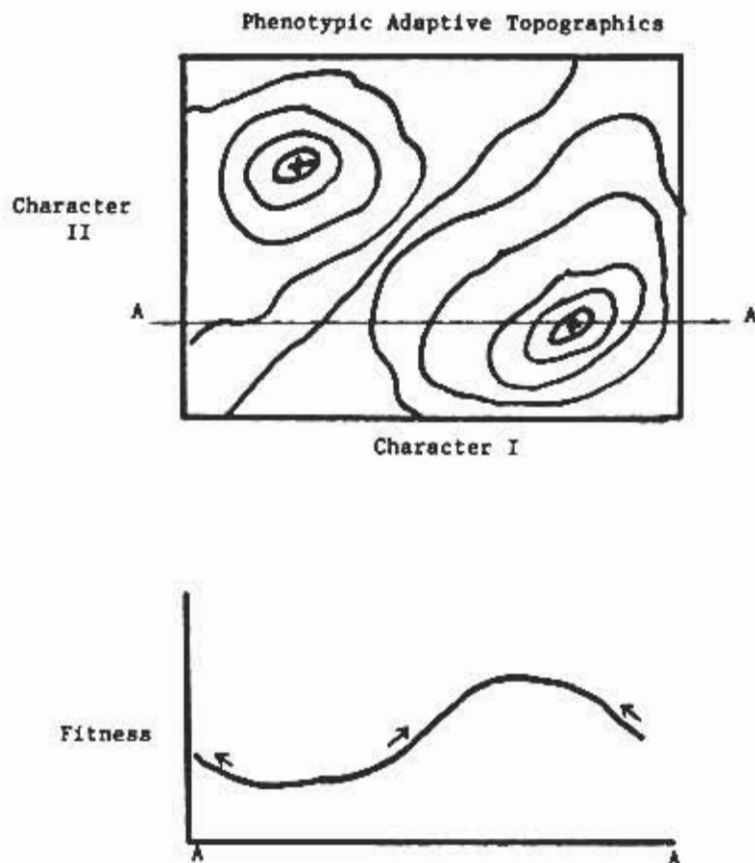 Phenotypic Adaptive Topographics
Character
II
A
A
Character I
Fitness
A
A